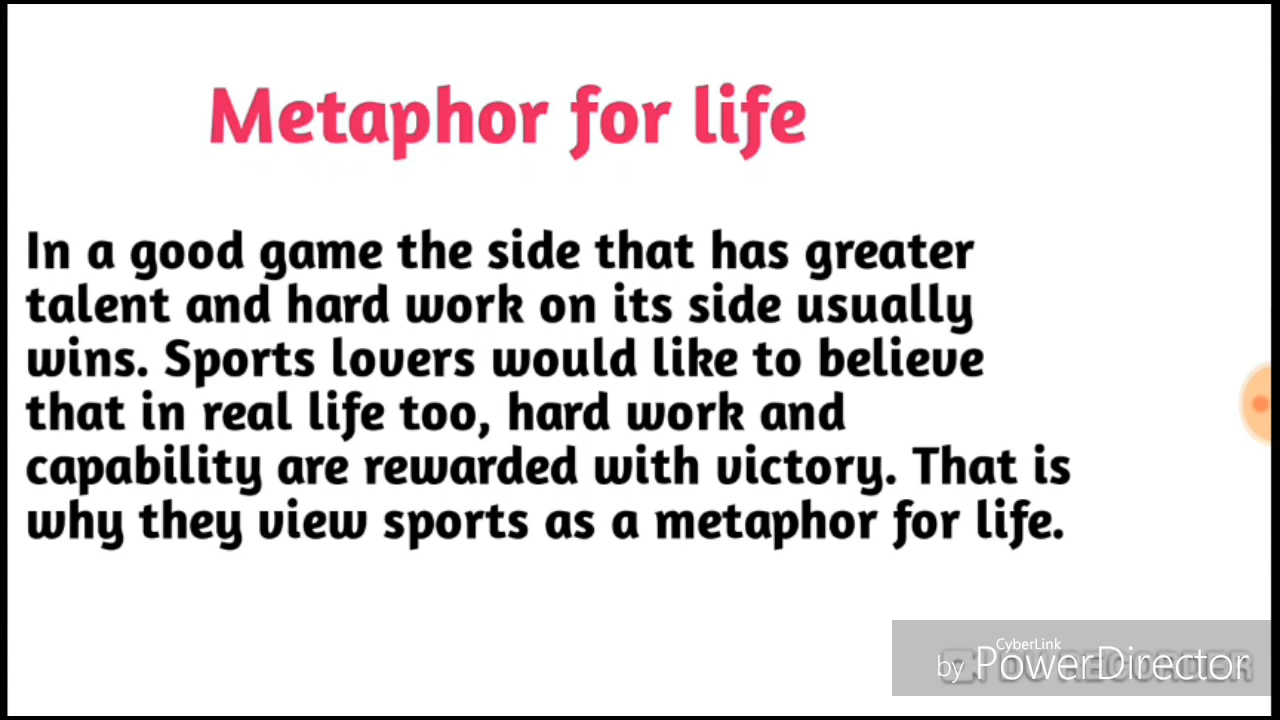 Metaphor for life
In a good game the side that has greater
talent and hard work on its side usually
wins. Sports lovers would like to believe
that in real life too, hard work and
capability are rewarded with victory. That is
why they view sports as a metaphor for life.
CyberLink
by PowerDirector